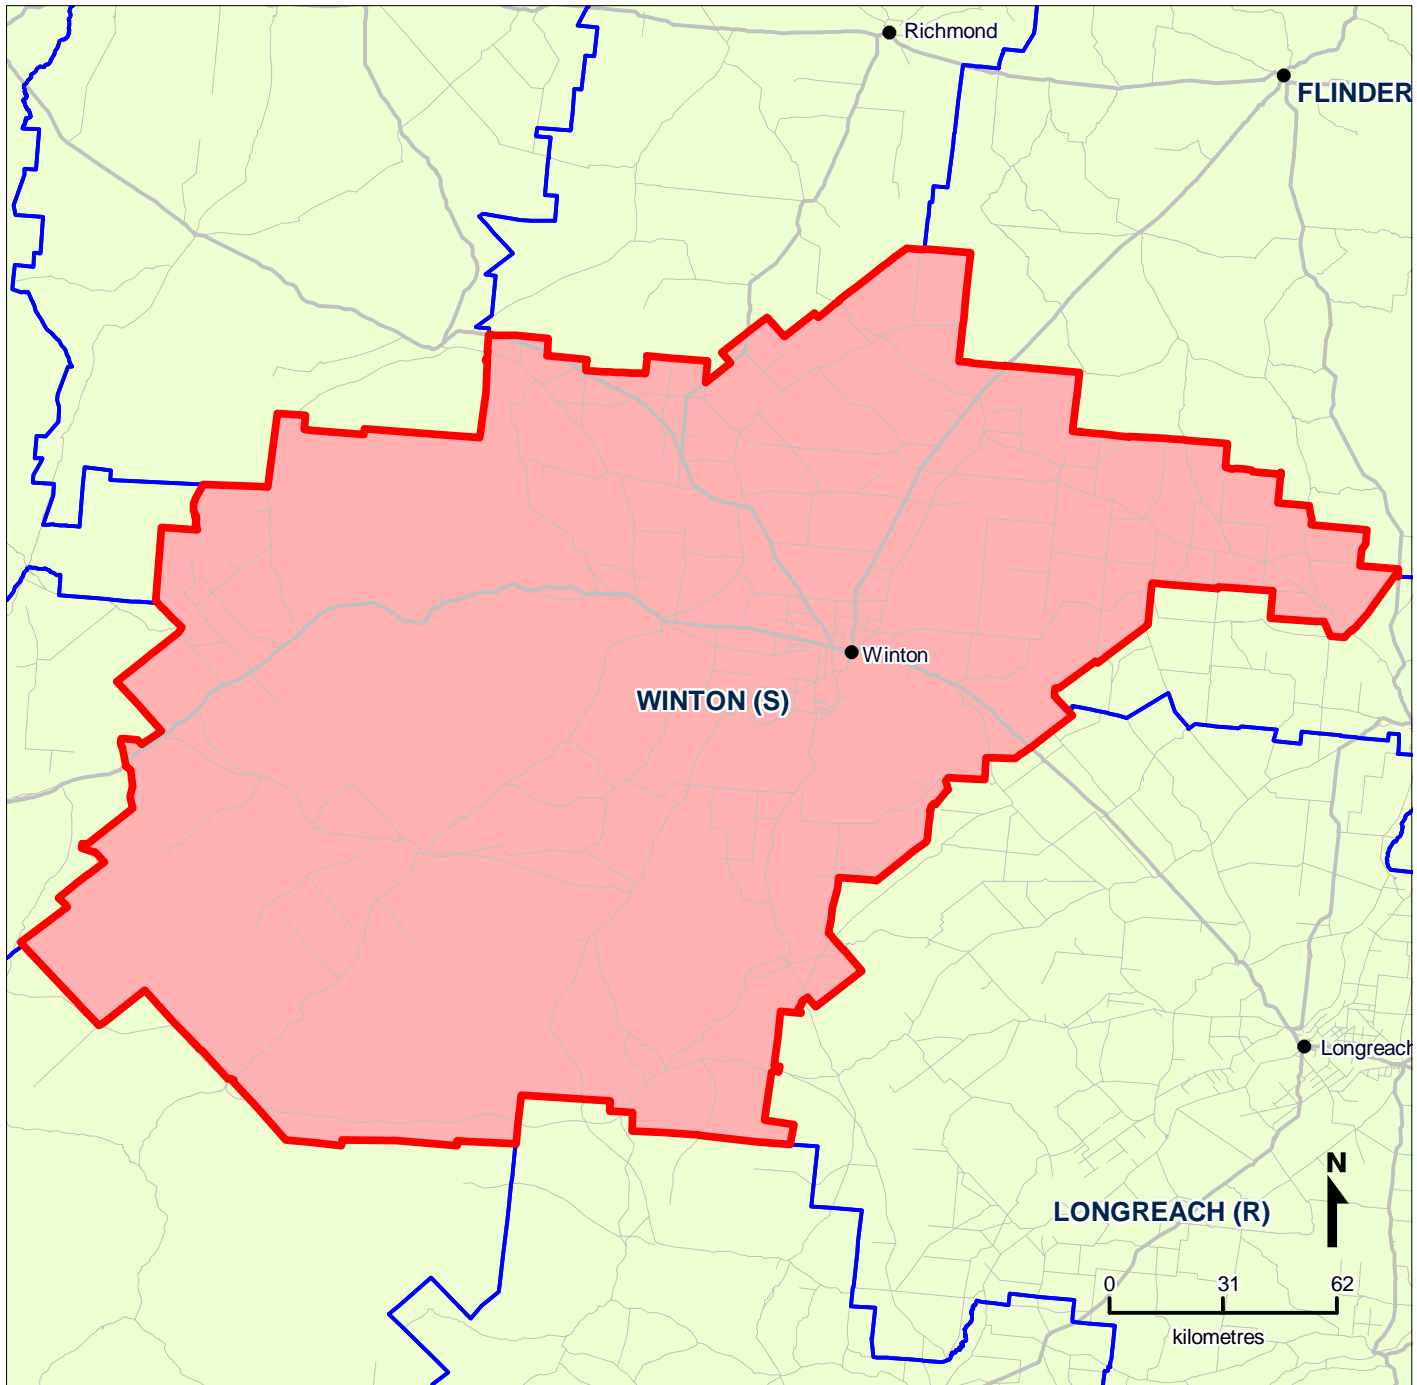 Richmond
FLINDER
Winton
WINTON (S)
Longreach
N
LONGREACH (R)
0 31 62
kilometres